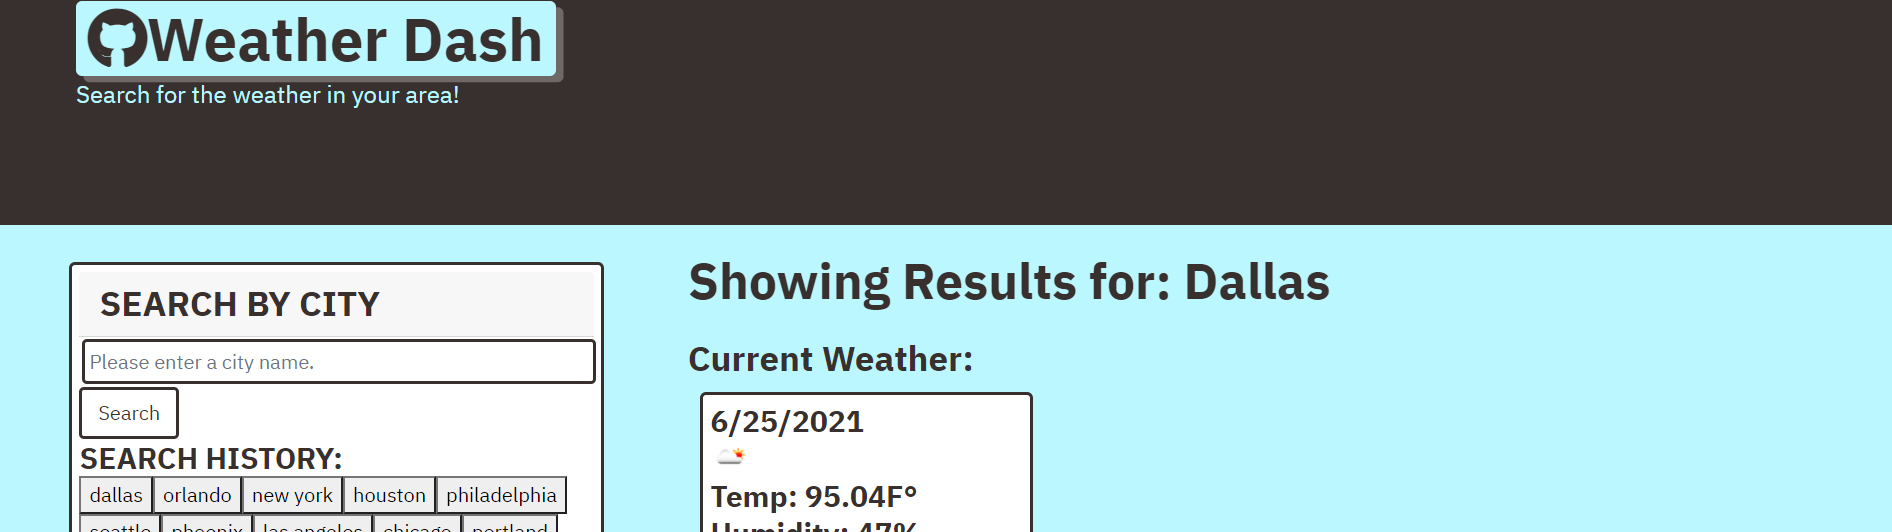 Weather Dash
Search for the weather in your area!
SEARCH BY CITY
Please enter a city name.
Search
SEARCH HISTORY:
dallas orlando new york houston philadelphia
seattle phoenix los angeles chicago portland
Showing Results for: Dallas
Current Weather:
6/25/2021
Temp: 95.04F°
Humidity: 47%